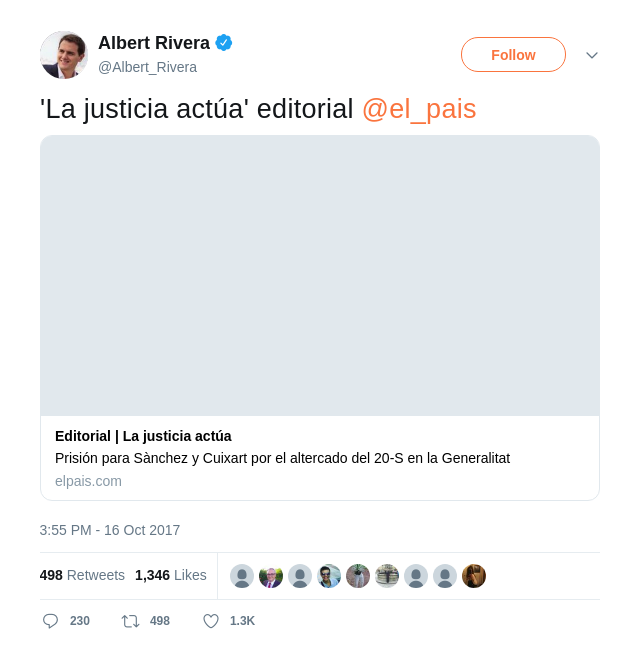 Albert Rivera
@Albert_Rivera
Follow
'La justicia actúa' editorial @el_pais
Editorial | La justicia actúa
Prisión para Sànchez y Cuixart por el altercado del 20-S en la Generalitat
elpais.com
3:55 PM - 16 Oct 2017
498 Retweets 1,346 Likes
230 498 1.3K